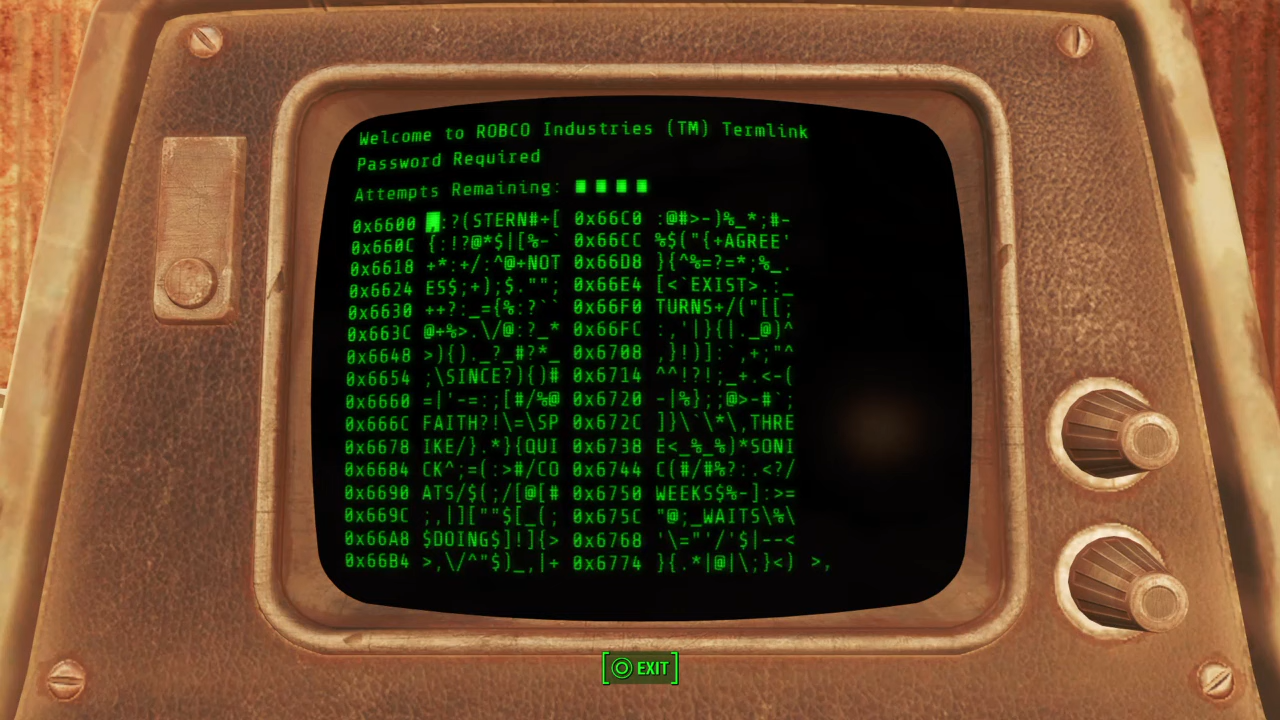 Welcome to ROBCO Industries (TM) Termlink
Password Required
Attempts Remaining: ■ ■ ■ ■
0x6600 █:?(STERN#+[ 0x66C0 :@#>-)%_*;#-
0x660C {:!?@*$|[%-` 0x66CC %$("{+AGREE'
0x6618 +*:+/:^@+NOT 0x66D8 }{^%=?=*;%_.
0x6624 ES$;+);$.""; 0x66E4 [<`EXIST>.:_
0x6630 ++?:_={%:?`` 0x66F0 TURNS+/("[[;
0x663C @+%>.\/@:?_* 0x66FC :,'|}{|._@)^
0x6648 >){)._?_#?*_ 0x6708 ,}!)]:`,+;"^
0x6654 ;\SINCE?){)# 0x6714 ^^!?!;_+.<-(
0x6660 =|'-=:;[#/%@ 0x6720 -|%};;@>-#`;
0x666C FAITH?!\=\SP 0x672C ]}\`\*\,THRE
0x6678 IKE/}.*}{QUI 0x6738 E<_%_%)*SONI
0x6684 CK^;=(:>#/CO 0x6744 C(#/#%?:.<?/
0x6690 ATS/$(;/[@[# 0x6750 WEEKS$%-]:>=
0x669C ;,|][""$[_(; 0x675C "@;_WAITS\%\
0x66A8 $DOING$]!]{> 0x6768 '\="'/'$|--<
0x66B4 >,\/^"$)_,|+ 0x6774 }{.*|@|\;}<) >,
EXIT